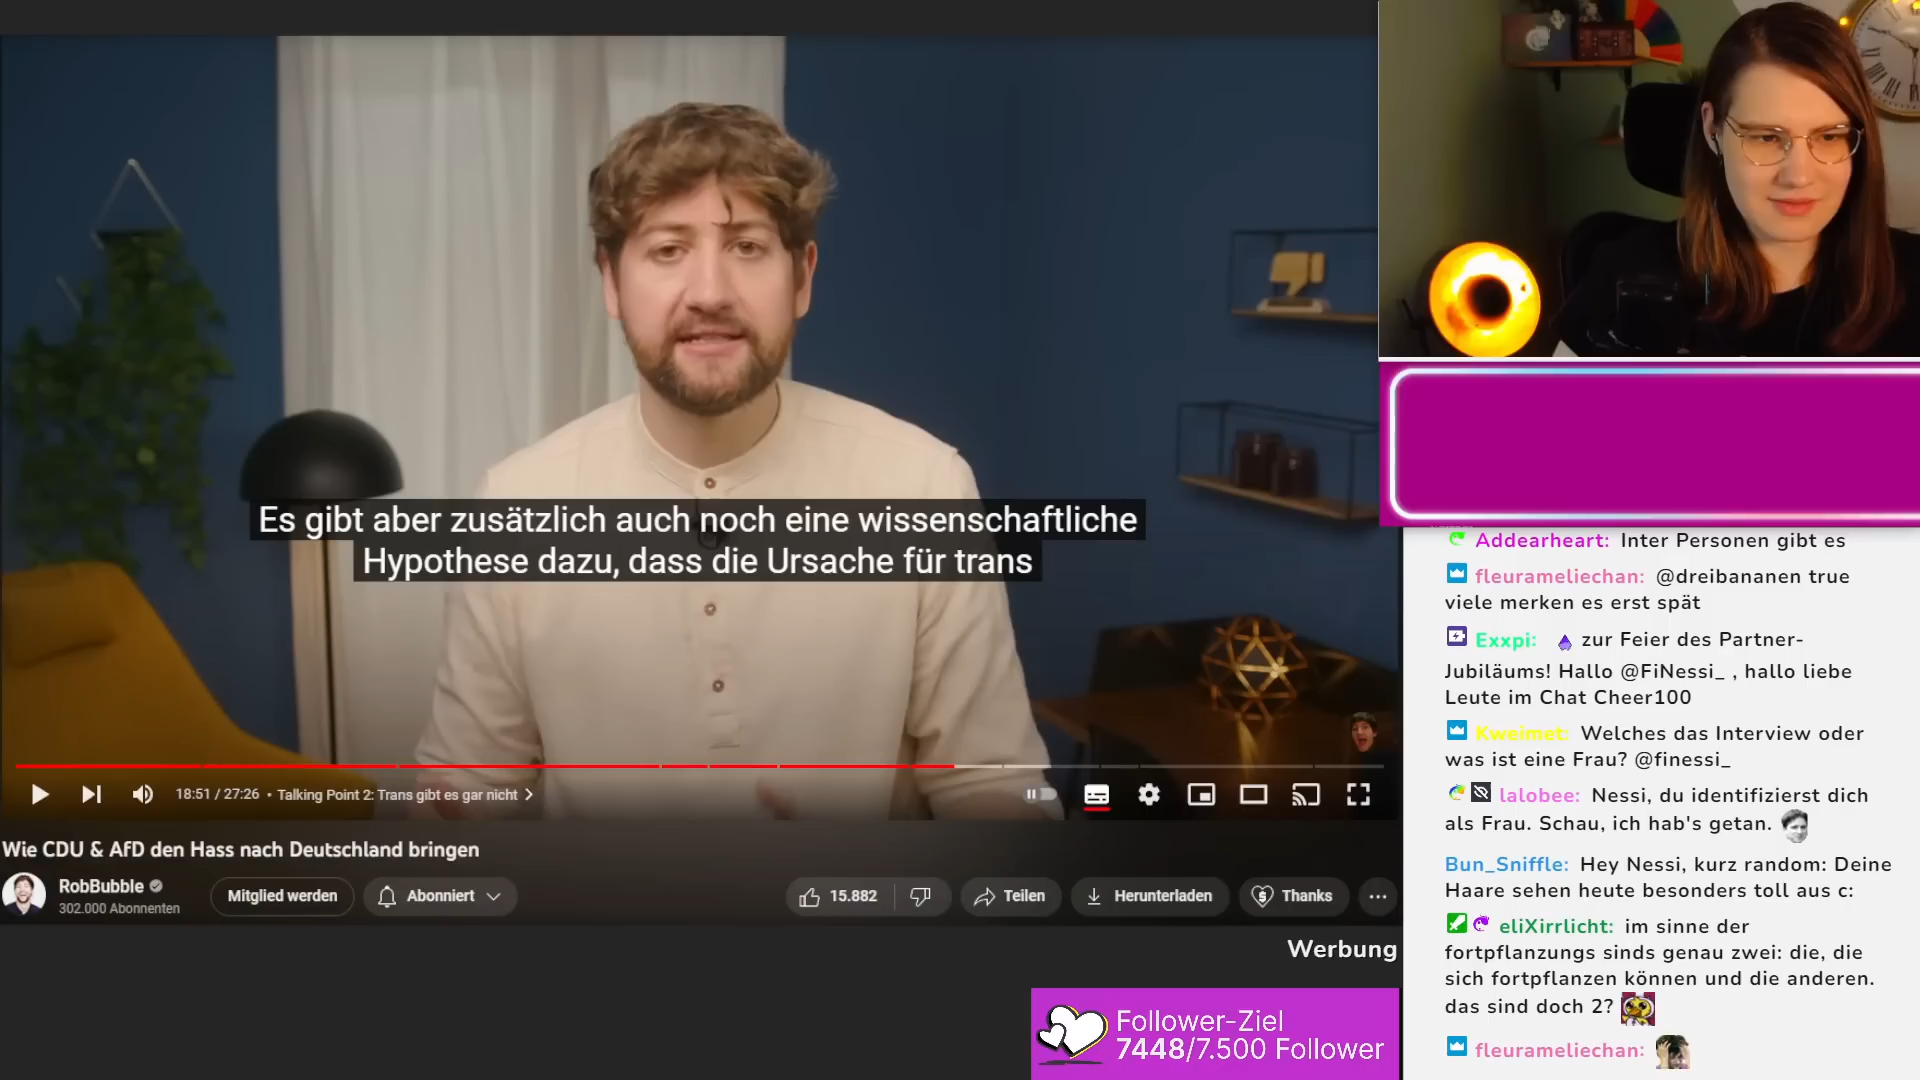 Es gibt aber zusätzlich auch noch eine wissenschaftliche
Hypothese dazu, dass die Ursache für trans
18:51 / 27:26 • Talking Point 2: Trans gibt es gar nicht
Wie CDU & AfD den Hass nach Deutschland bringen
RobBubble
302.000 Abonnenten
Mitglied werden
Abonniert
15.882
Teilen
Herunterladen
Thanks
Werbung
Follower-Ziel
7448/7.500 Follower
Addearheart: Inter Personen gibt es
fleurameliechan: @dreibananen true
viele merken es erst spät
Exxpi: zur Feier des Partner-
Jubiläums! Hallo @FiNessi_ , hallo liebe
Leute im Chat Cheer100
Kweimet: Welches das Interview oder
was ist eine Frau? @finessi_
lalobee: Nessi, du identifizierst dich
als Frau. Schau, ich hab's getan.
Bun_Sniffle: Hey Nessi, kurz random: Deine
Haare sehen heute besonders toll aus c:
eliXirrlicht: im sinne der
fortpflanzungs sinds genau zwei: die, die
sich fortpflanzen können und die anderen.
das sind doch 2?
fleurameliechan: